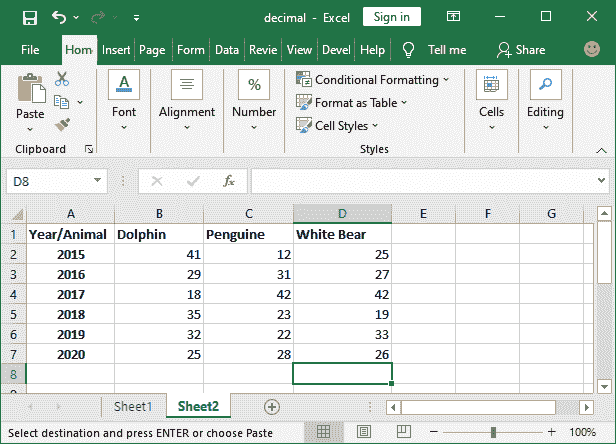 decimal - Excel Sign in
File Hom Insert Page Form Data Revie View Devel Help Tell me Share
Paste
Clipboard
A
Font
Alignment
%
Number
Conditional Formatting
Format as Table
Cell Styles
Styles
Cells
Editing
D8 fx
A B C D E F G
1 Year/Animal Dolphin Penguine White Bear
2 2015 41 12 25
3 2016 29 31 27
4 2017 18 42 42
5 2018 35 23 19
6 2019 32 22 33
7 2020 25 28 26
8
Sheet1 Sheet2
Select destination and press ENTER or choose Paste 100%